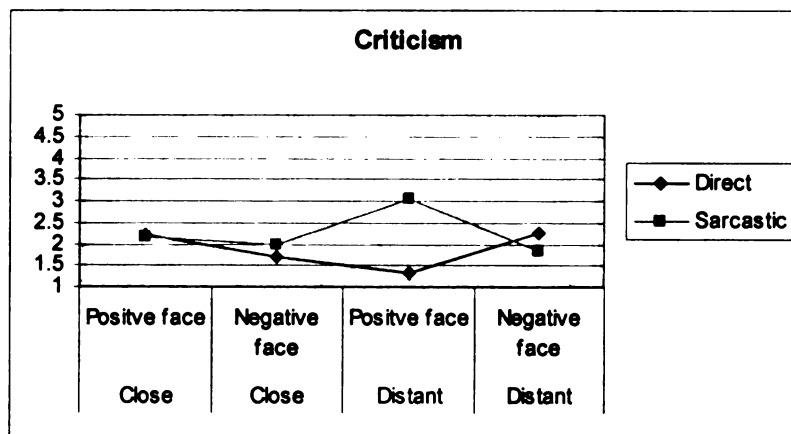 Criticism
5
4.5
4
3.5
3
2.5
2
1.5
1
Direct
Sarcastic
Positve face
Negative face
Positve face
Negative face
Close
Close
Distant
Distant